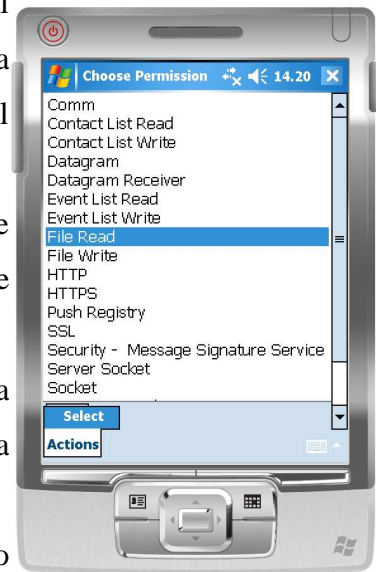 l
Choose Permission 14.20
a
Comm
Contact List Read
l
Contact List Write
Datagram
Datagram Receiver
Event List Read
e
Event List Write
File Read
File Write
e
HTTP
HTTPS
Push Registry
SSL
Security - Message Signature Service
Server Socket
a
Socket
Select
a
Actions
o